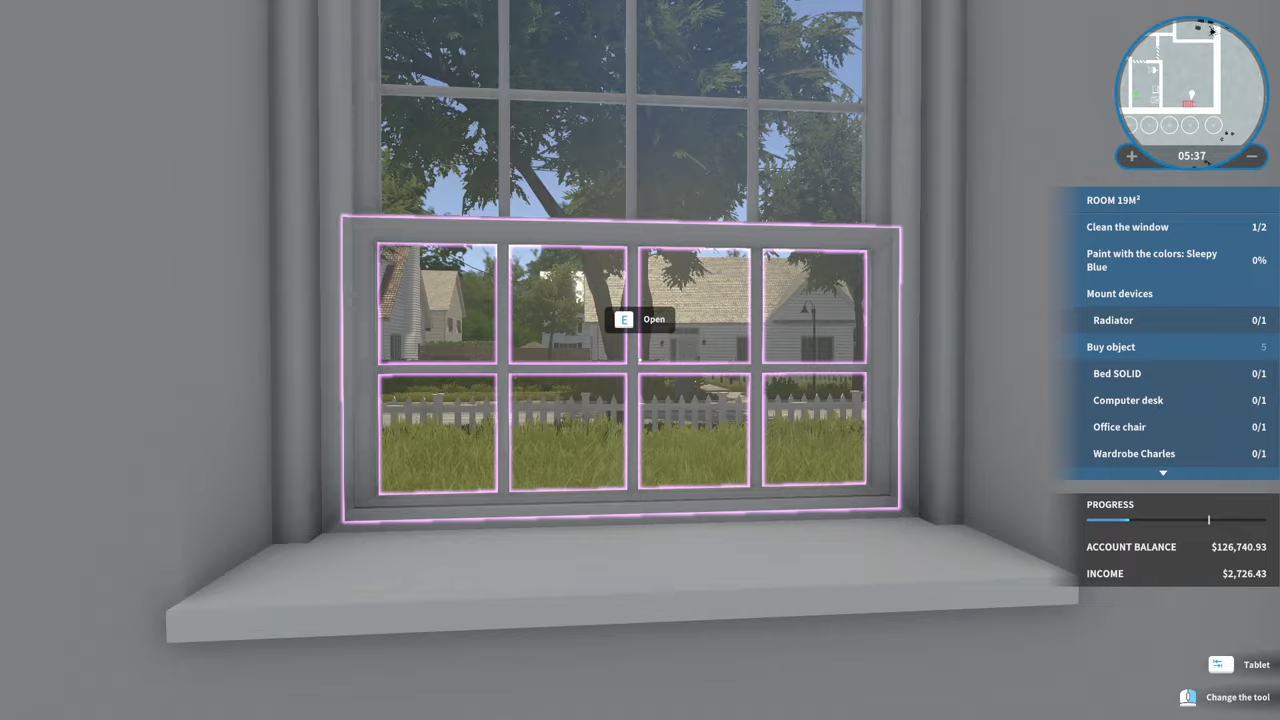 05:37
ROOM 19M²
Clean the window 1/2
Paint with the colors: Sleepy
Blue 0%
Mount devices
Radiator 0/1
Buy object 5
Bed SOLID 0/1
Computer desk 0/1
Office chair 0/1
Wardrobe Charles 0/1
E Open
PROGRESS
ACCOUNT BALANCE $126,740.93
INCOME $2,726.43
Tablet
Change the tool